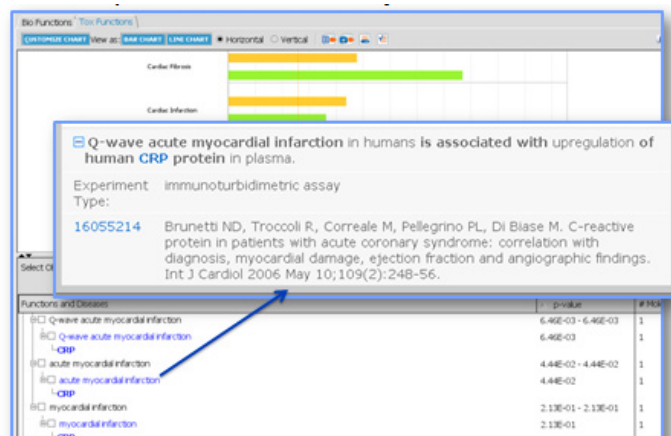 Bio Functions Tox Functions
CUSTOMIZE CHART View as: BAR CHART LINE CHART Horizontal Vertical
Cardiac Fibrosis
Cardiac Infarction
Q-wave acute myocardial infarction in humans is associated with upregulation of
human CRP protein in plasma.
Experiment immunoturbidimetric assay
Type:
16055214 Brunetti ND, Troccoli R, Correale M, Pellegrino PL, Di Biase M. C-reactive
protein in patients with acute coronary syndrome: correlation with
diagnosis, myocardial damage, ejection fraction and angiographic findings.
Int J Cardiol 2006 May 10;109(2):248-56.
Select
Functions and Diseases p-value
Q-wave acute myocardial infarction 6.46E-03 - 6.46E-03 1
Q-wave acute myocardial infarction 6.46E-03 1
CRP
acute myocardial infarction 4.44E-02 - 4.44E-02 1
acute myocardial infarction 4.44E-02 1
CRP
myocardial infarction 2.13E-01 - 2.13E-01 1
myocardial infarction 2.13E-01 1
CRP